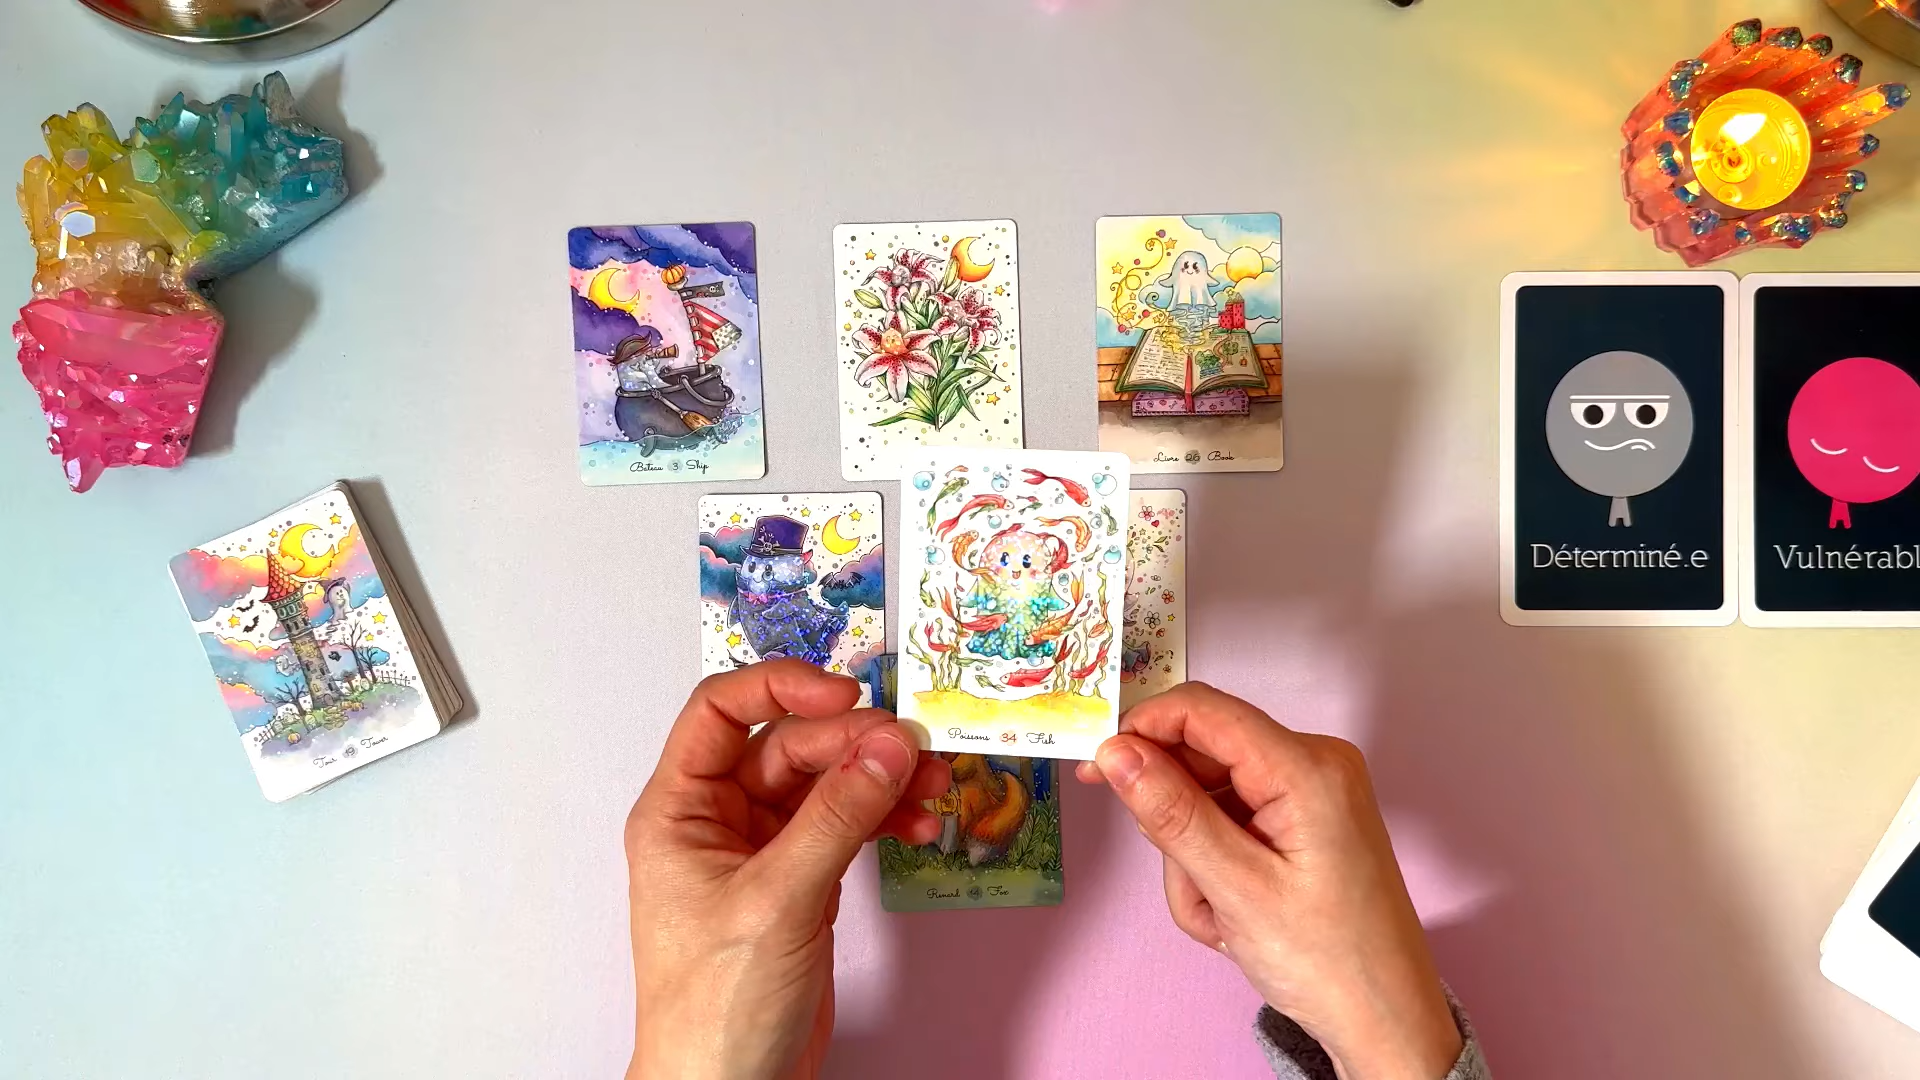 Bateau 3 Ship
Livre 26 Book
Déterminé.e
Vulnérabl
Poissons 34 Fish
Tour 19 Tower
Renard 14 Fox